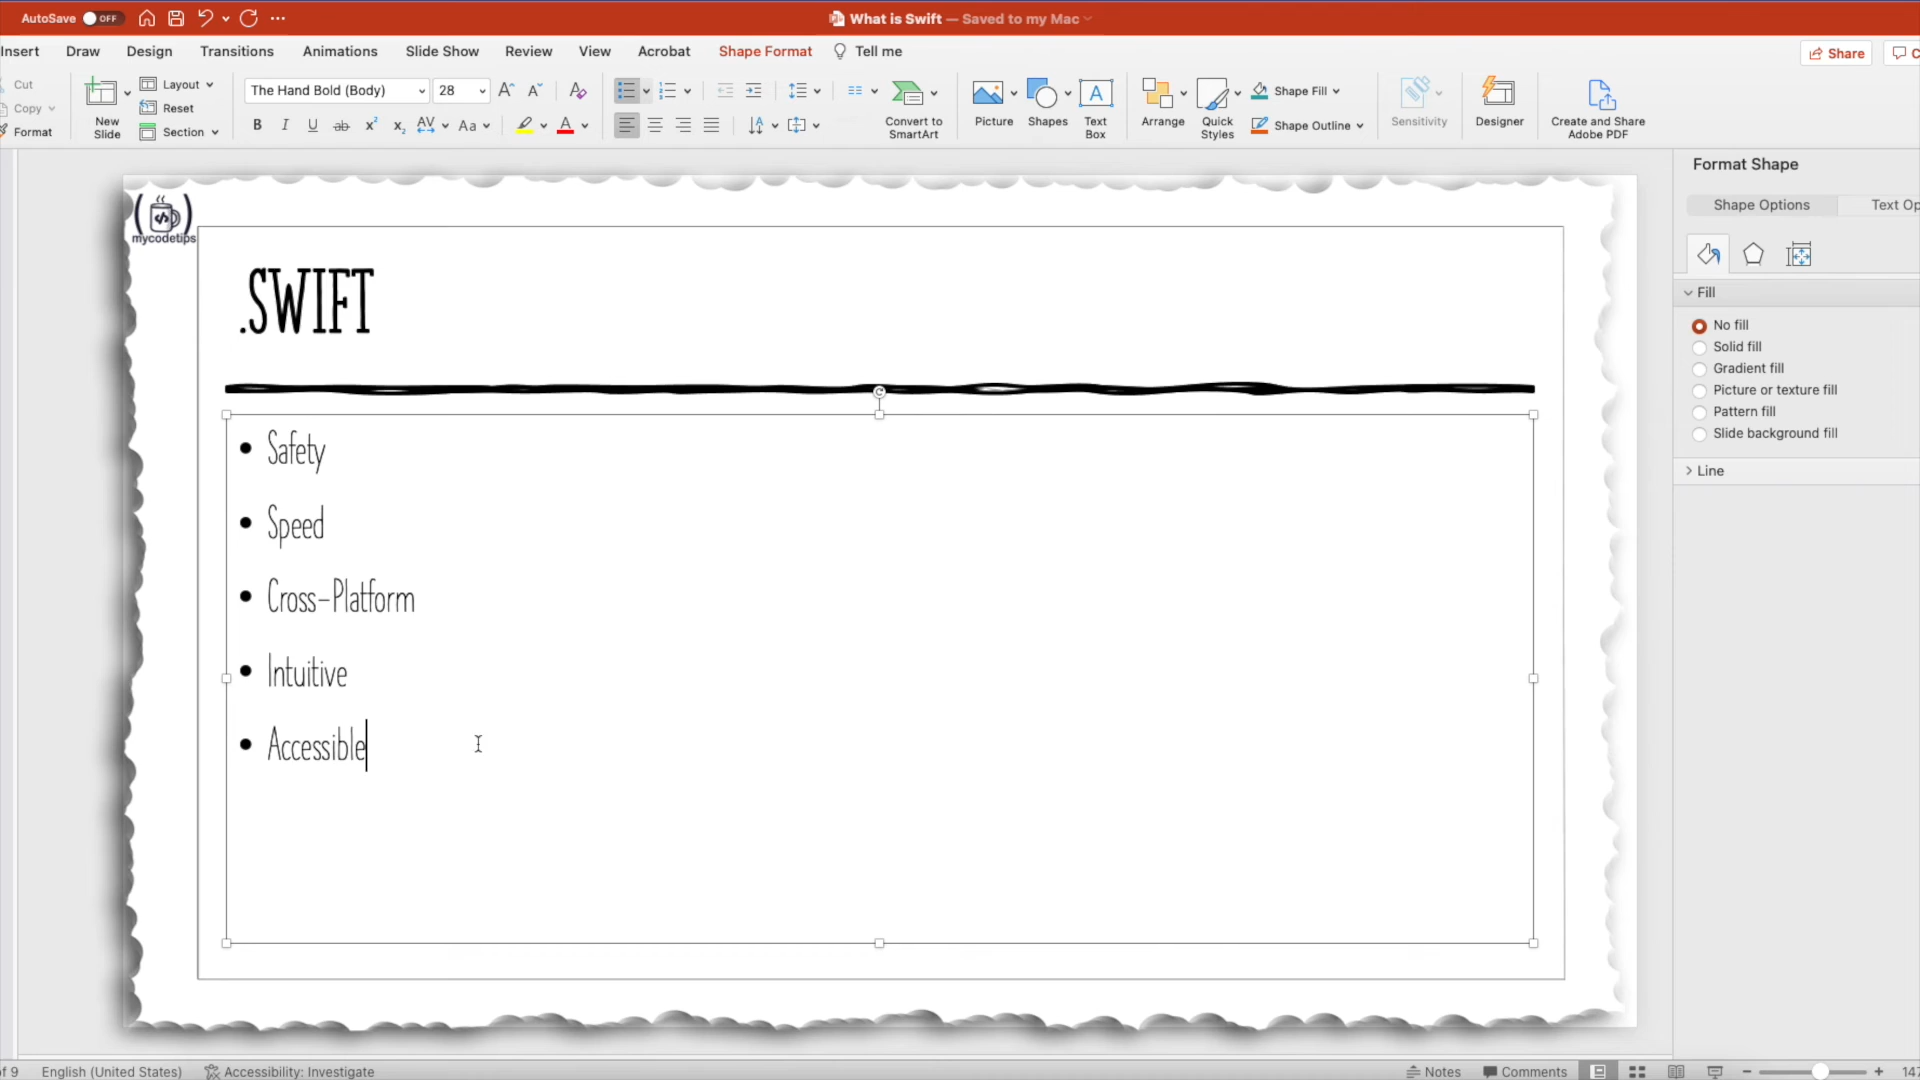 AutoSave OFF
What is Swift — Saved to my Mac
Insert Draw Design Transitions Animations Slide Show Review View Acrobat Shape Format Tell me
Share
Cut
Copy
Format
New Slide
Layout
Reset
Section
The Hand Bold (Body) 28
Convert to SmartArt
Picture
Shapes
Text Box
Arrange
Quick Styles
Shape Fill
Shape Outline
Sensitivity
Designer
Create and Share Adobe PDF
mycodetips
.SWIFT
• Safety
• Speed
• Cross-Platform
• Intuitive
• Accessible
Format Shape
Shape Options Text Op
Fill
No fill
Solid fill
Gradient fill
Picture or texture fill
Pattern fill
Slide background fill
Line
of 9 English (United States) Accessibility: Investigate
Notes Comments 147